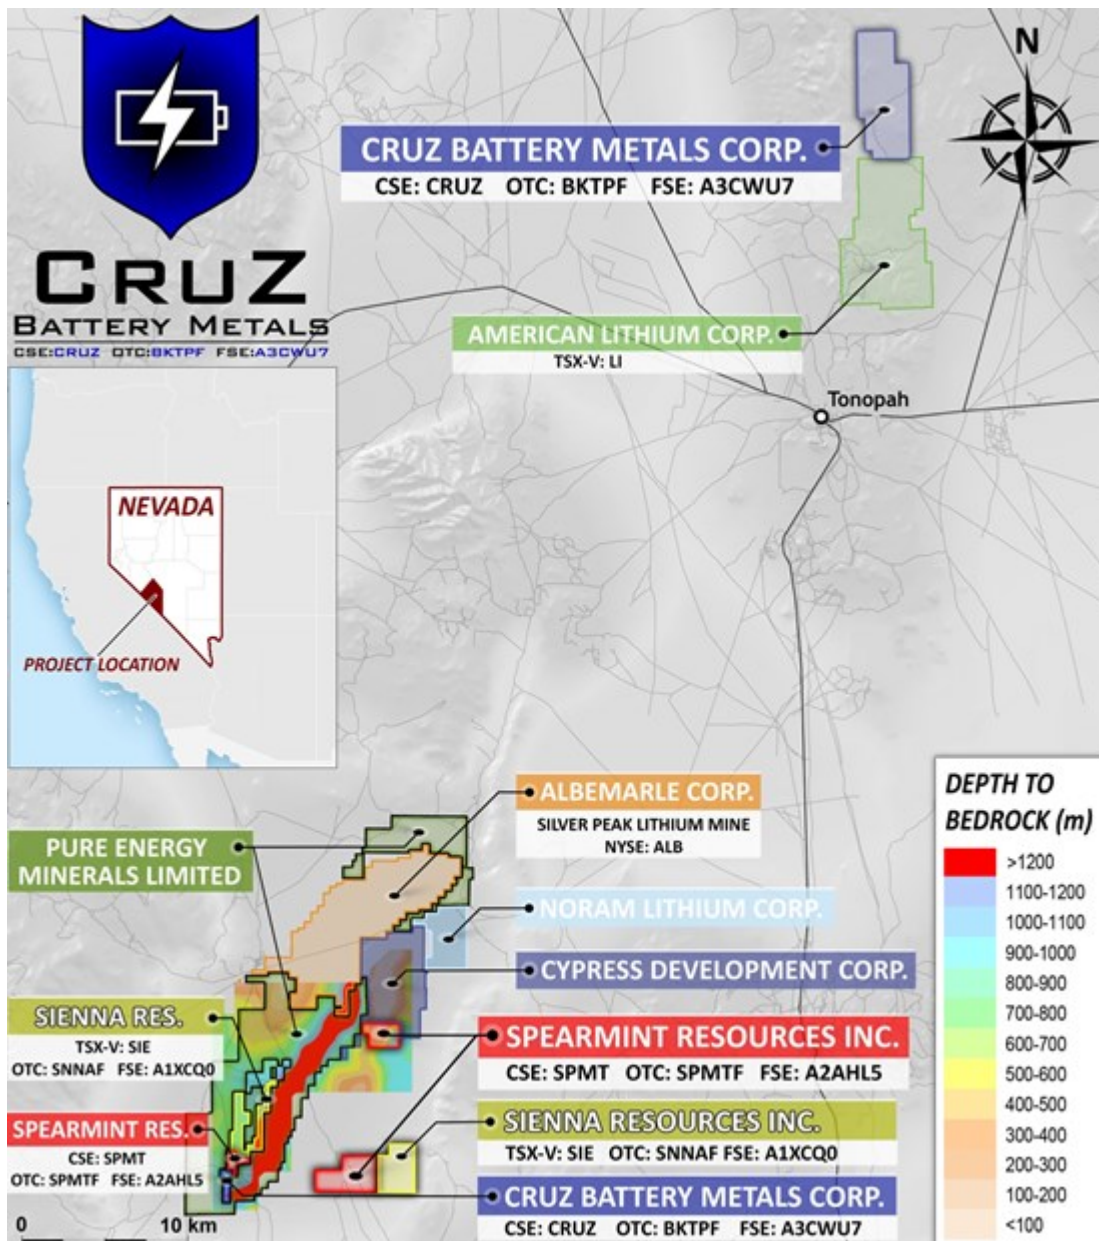 N
CRUZ BATTERY METALS CORP.
CSE: CRUZ OTC: BKTPF FSE: A3CWU7
CRUZ
BATTERY METALS
CSE:CRUZ OTC:BKTPF FSE:A3CWU7
AMERICAN LITHIUM CORP.
TSX-V: LI
Tonopah
NEVADA
PROJECT LOCATION
ALBEMARLE CORP.
SILVER PEAK LITHIUM MINE
NYSE: ALB
PURE ENERGY
MINERALS LIMITED
NORAM LITHIUM CORP.
CYPRESS DEVELOPMENT CORP.
SIENNA RES.
TSX-V: SIE
OTC: SNNAF FSE: A1XCQ0
SPEARMINT RESOURCES INC.
CSE: SPMT OTC: SPMTF FSE: A2AHL5
SPEARMINT RES.
CSE: SPMT
OTC: SPMTF FSE: A2AHL5
SIENNA RESOURCES INC.
TSX-V: SIE OTC: SNNAF FSE: A1XCQ0
CRUZ BATTERY METALS CORP.
CSE: CRUZ OTC: BKTPF FSE: A3CWU7
0 10 km
DEPTH TO
BEDROCK (m)
>1200
1100-1200
1000-1100
900-1000
800-900
700-800
600-700
500-600
400-500
300-400
200-300
100-200
<100